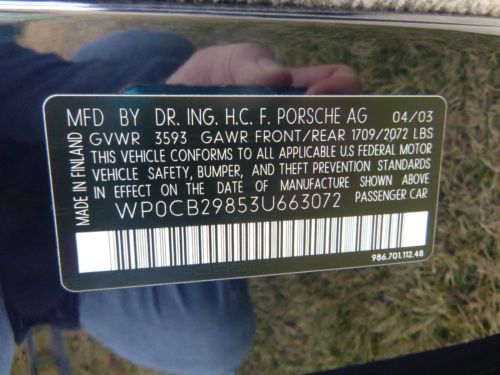 MFD BY DR. ING. H.C. F. PORSCHE AG 04/03
GVWR 3593 GAWR FRONT/REAR 1709/2072 LBS
THIS VEHICLE CONFORMS TO ALL APPLICABLE U.S FEDERAL MOTOR
VEHICLE SAFETY, BUMPER, AND THEFT PREVENTION STANDARDS
IN EFFECT ON THE DATE OF MANUFACTURE SHOWN ABOVE
WP0CB29853U663072 PASSENGER CAR
986.701.112.48
MADE IN FINLAND